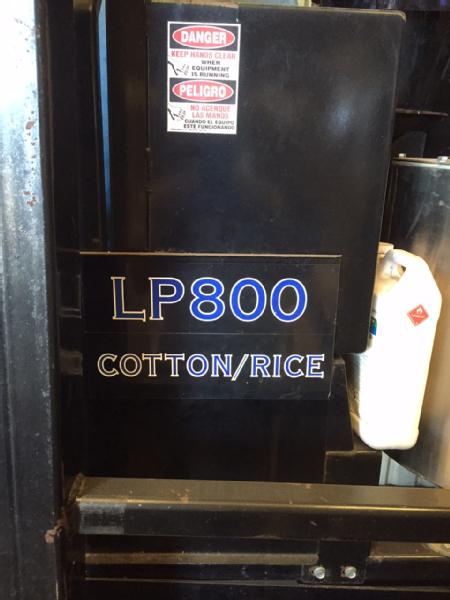 DANGER
KEEP HANDS CLEAR
WHEN
EQUIPMENT
IS RUNNING
PELIGRO
NO ACERQUE
LAS MANOS
CUANDO EL EQUIPO
ESTE FUNCIONANDO
LP800
COTTON/RICE